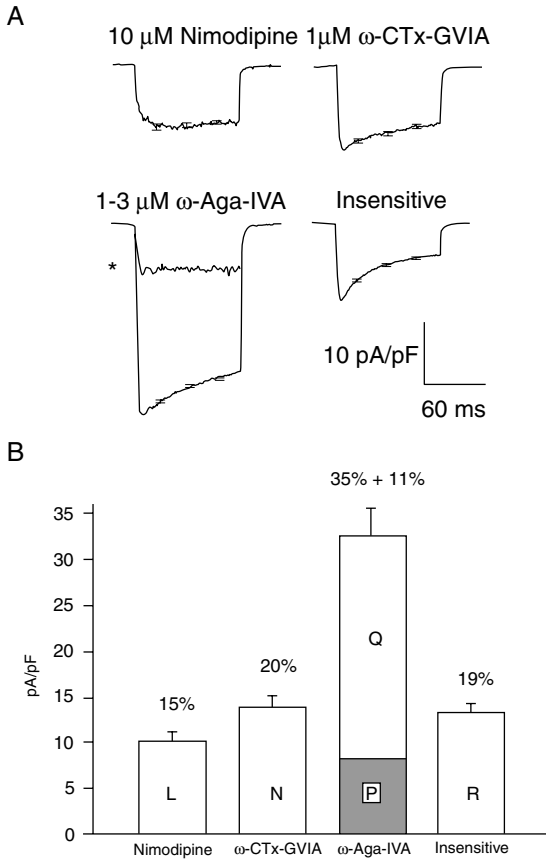 A
10 μM Nimodipine
1μM ω-CTx-GVIA
1-3 μM ω-Aga-IVA
Insensitive
*
10 pA/pF
60 ms
B
35% + 11%
35
30
25
20
15
10
5
0
pA/pF
15%
20%
19%
Q
L
N
P
R
Nimodipine
ω-CTx-GVIA
ω-Aga-IVA
Insensitive